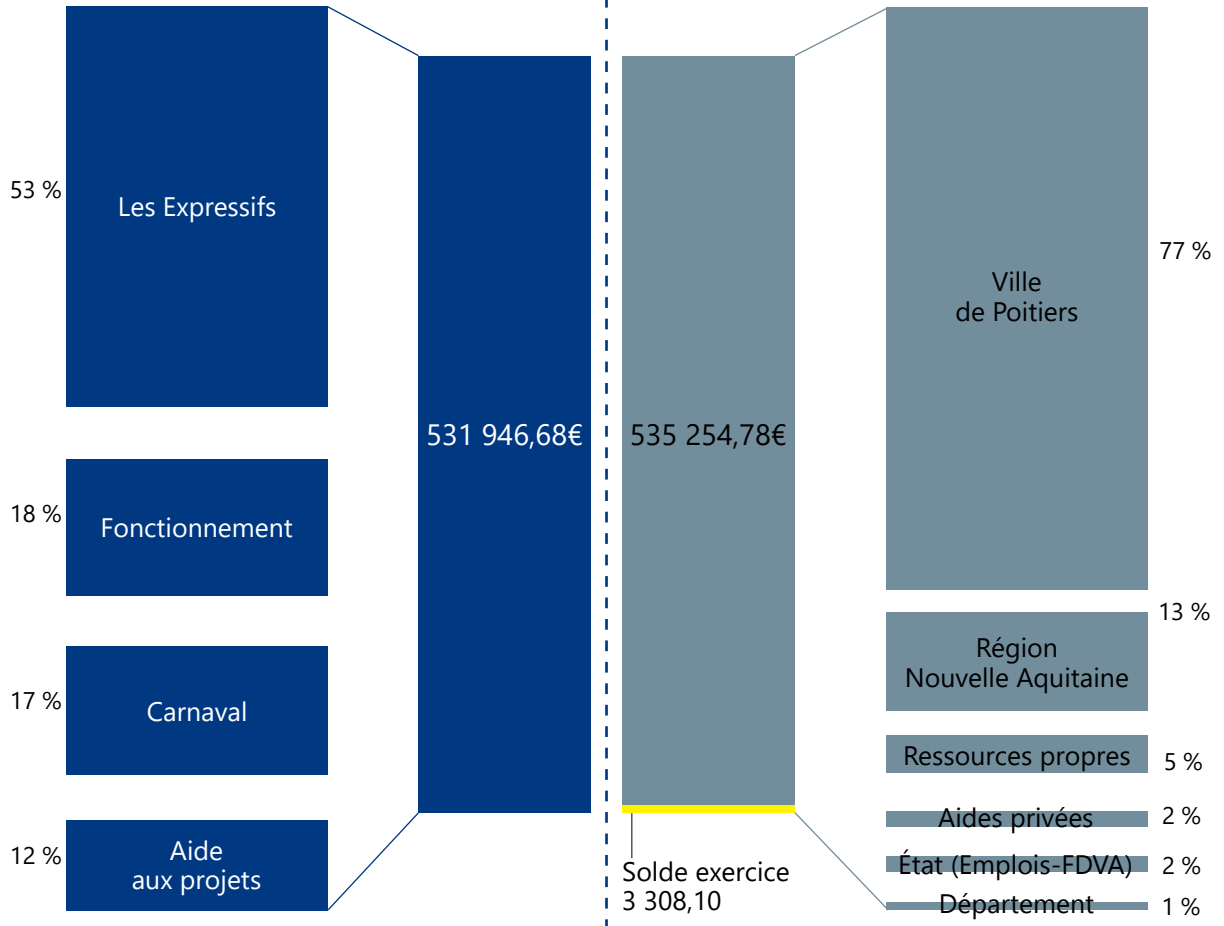 53 %
Les Expressifs
18 %
Fonctionnement
17 %
Carnaval
12 %
Aide
aux projets
531 946,68€
535 254,78€
Solde exercice
3 308,10
Ville
de Poitiers
77 %
Région
Nouvelle Aquitaine
13 %
Ressources propres
5 %
Aides privées
2 %
État (Emplois-FDVA)
2 %
Département
1 %